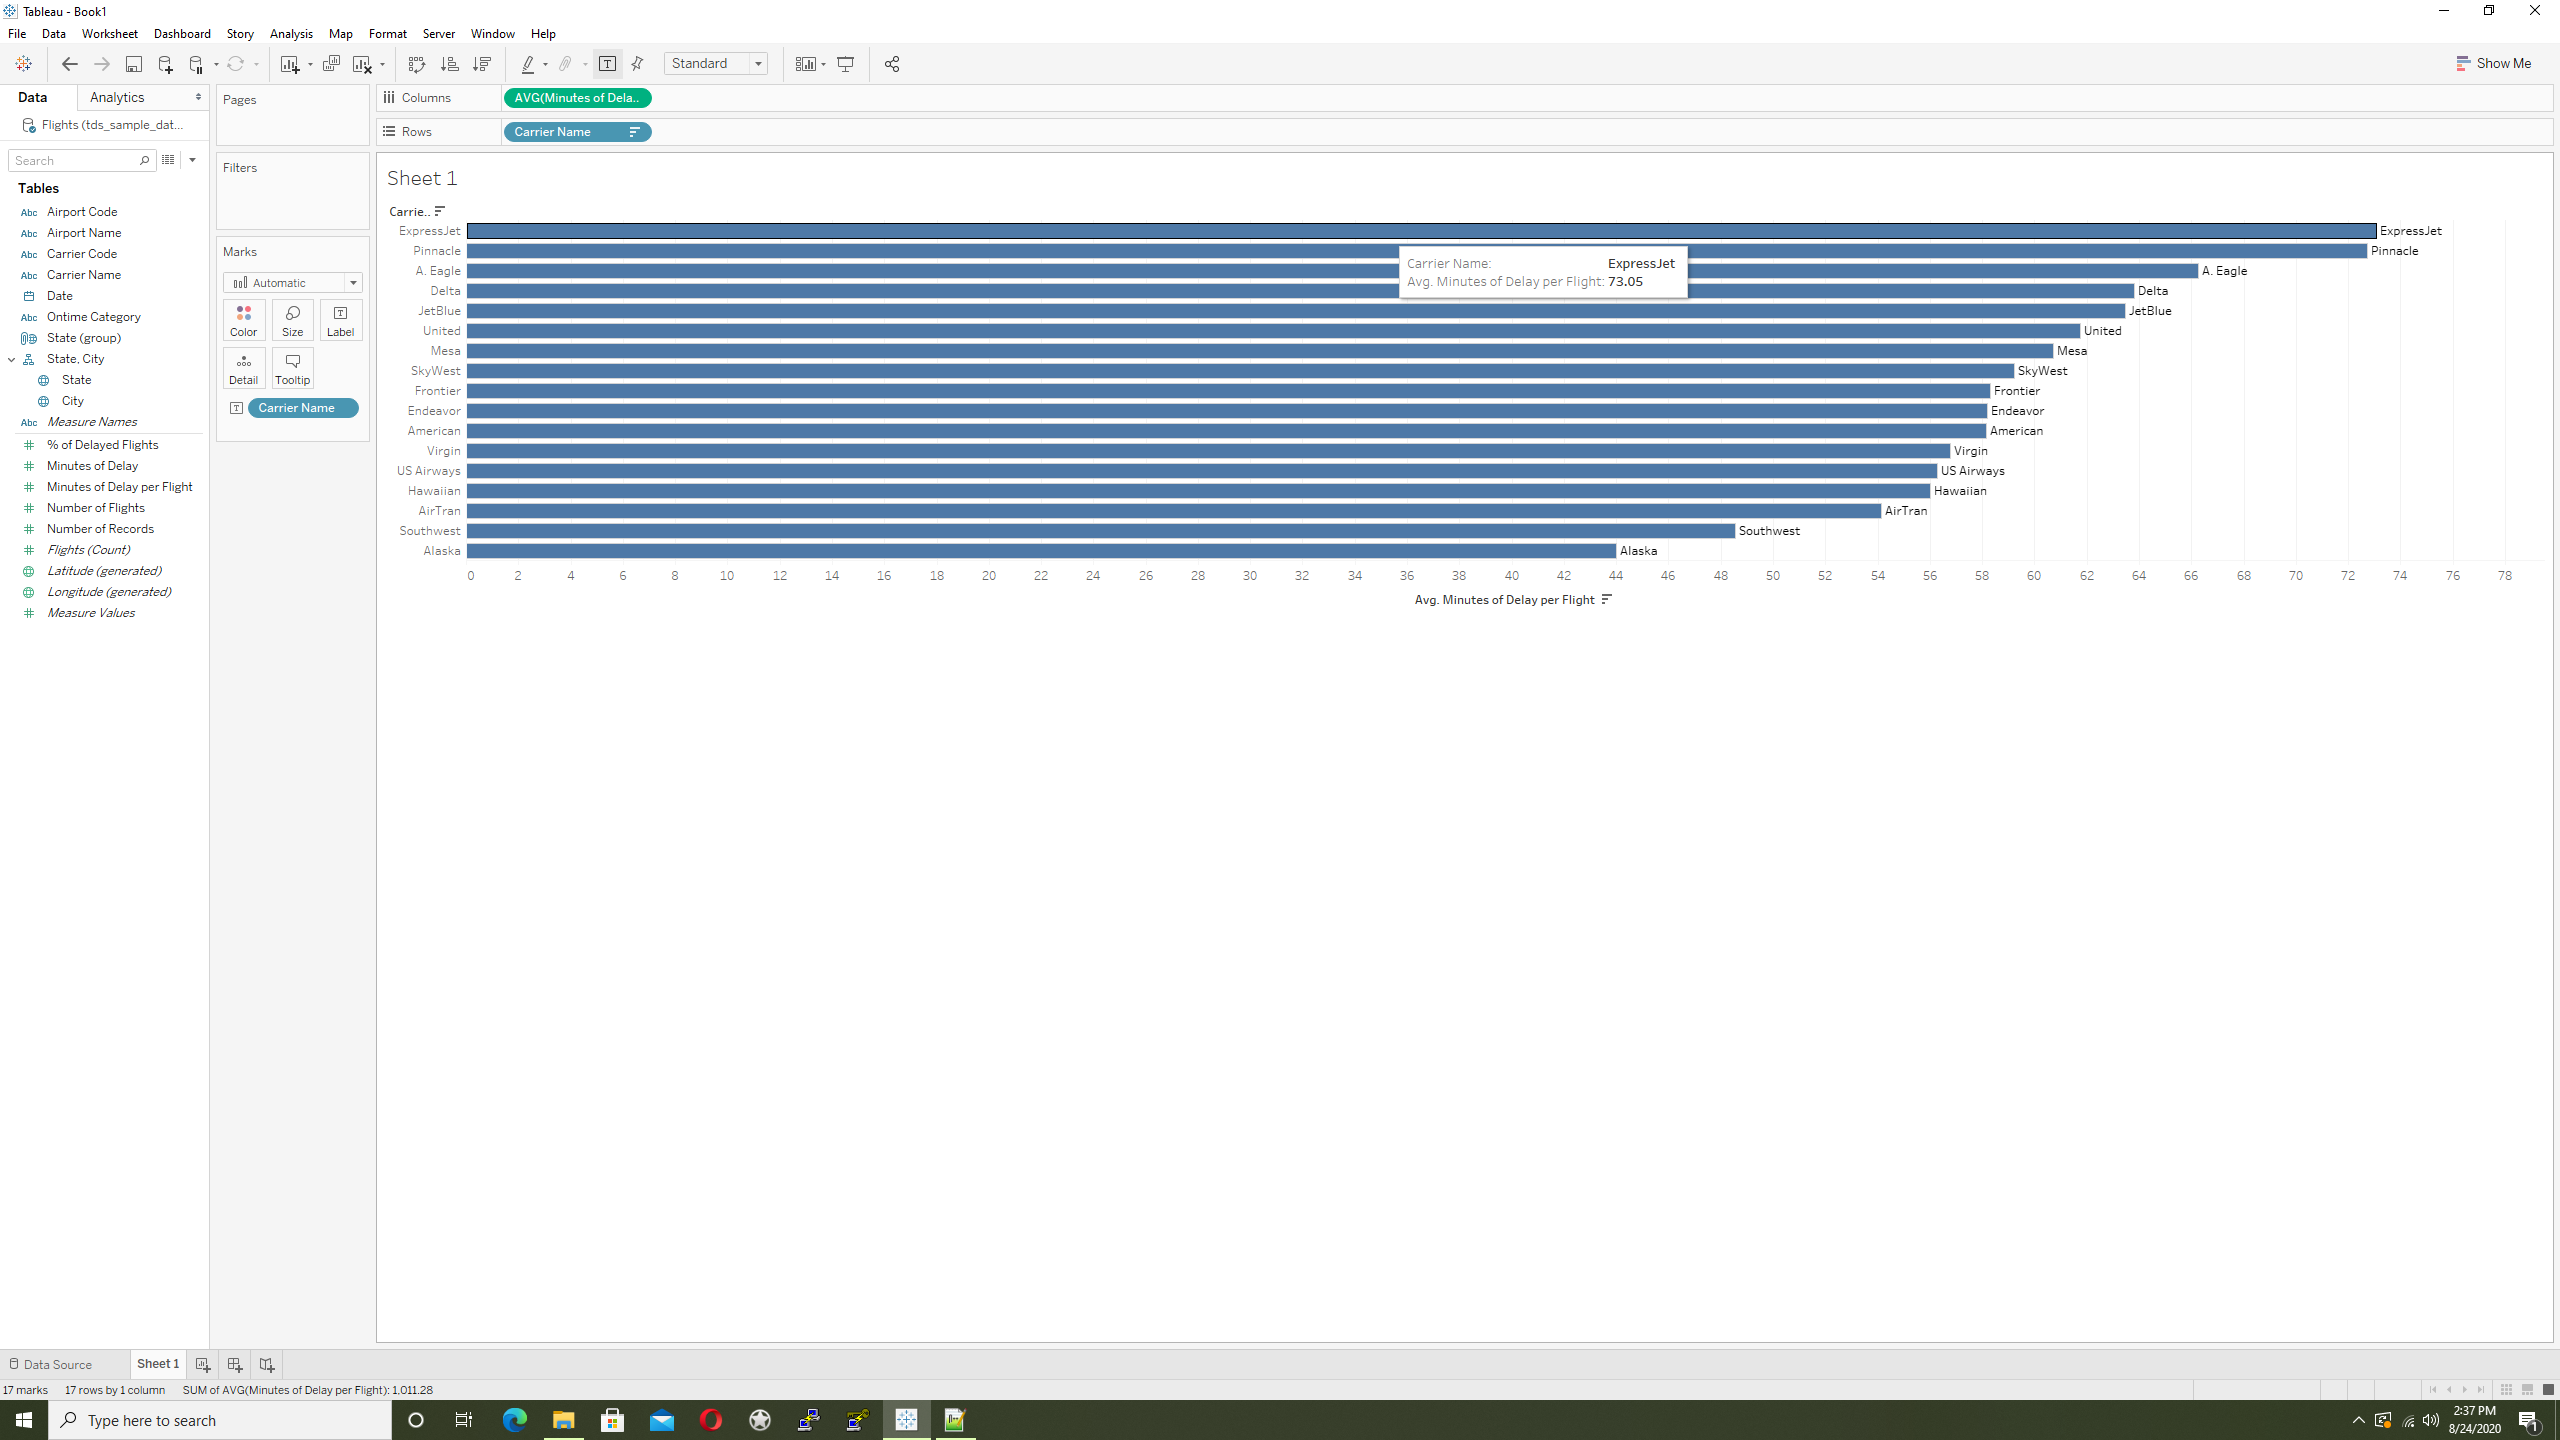 Tableau - Book1
File Data Worksheet Dashboard Story Analysis Map Format Server Window Help
Standard
Show Me
Data Analytics
Flights (tds_sample_dat...
Search
Tables
Abc Airport Code
Abc Airport Name
Abc Carrier Code
Abc Carrier Name
Date
Abc Ontime Category
State (group)
State, City
State
City
Abc Measure Names
% of Delayed Flights
Minutes of Delay
Minutes of Delay per Flight
Number of Flights
Number of Records
Flights (Count)
Latitude (generated)
Longitude (generated)
Measure Values
Pages
Filters
Marks
Automatic
Color Size Label
Detail Tooltip
Carrier Name
Columns AVG(Minutes of Dela..
Rows Carrier Name
Sheet 1
Carrie..
ExpressJet ExpressJet
Pinnacle Pinnacle
A. Eagle A. Eagle
Delta Delta
JetBlue JetBlue
United United
Mesa Mesa
SkyWest SkyWest
Frontier Frontier
Endeavor Endeavor
American American
Virgin Virgin
US Airways US Airways
Hawaiian Hawaiian
AirTran AirTran
Southwest Southwest
Alaska Alaska
Carrier Name: ExpressJet
Avg. Minutes of Delay per Flight: 73.05
0 2 4 6 8 10 12 14 16 18 20 22 24 26 28 30 32 34 36 38 40 42 44 46 48 50 52 54 56 58 60 62 64 66 68 70 72 74 76 78
Avg. Minutes of Delay per Flight
Data Source Sheet 1
17 marks 17 rows by 1 column SUM of AVG(Minutes of Delay per Flight): 1,011.28
Type here to search
2:37 PM
8/24/2020
1